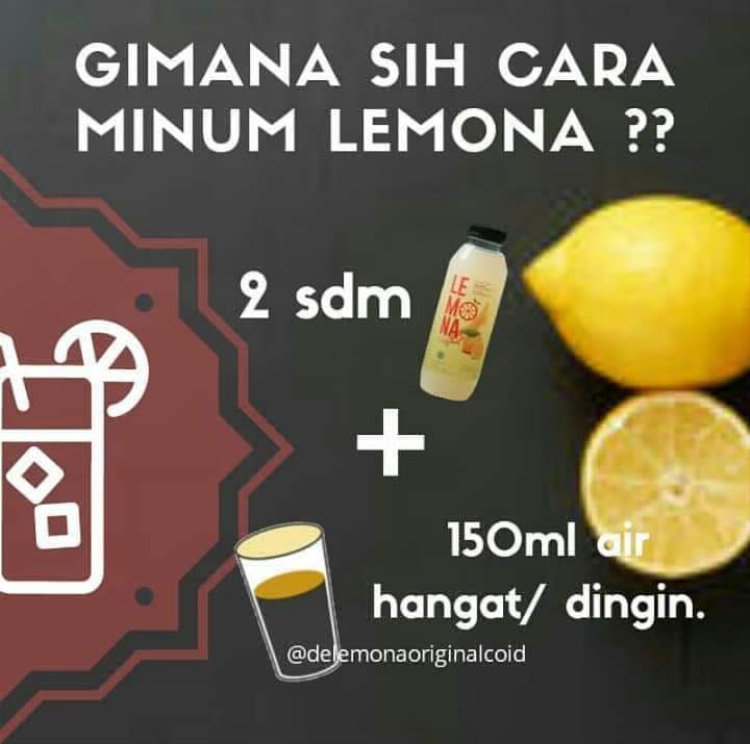 GIMANA SIH CARA
MINUM LEMONA ??
2 sdm
LE
MO
NA
+
150ml air
hangat/ dingin.
@delemonaoriginalcoid